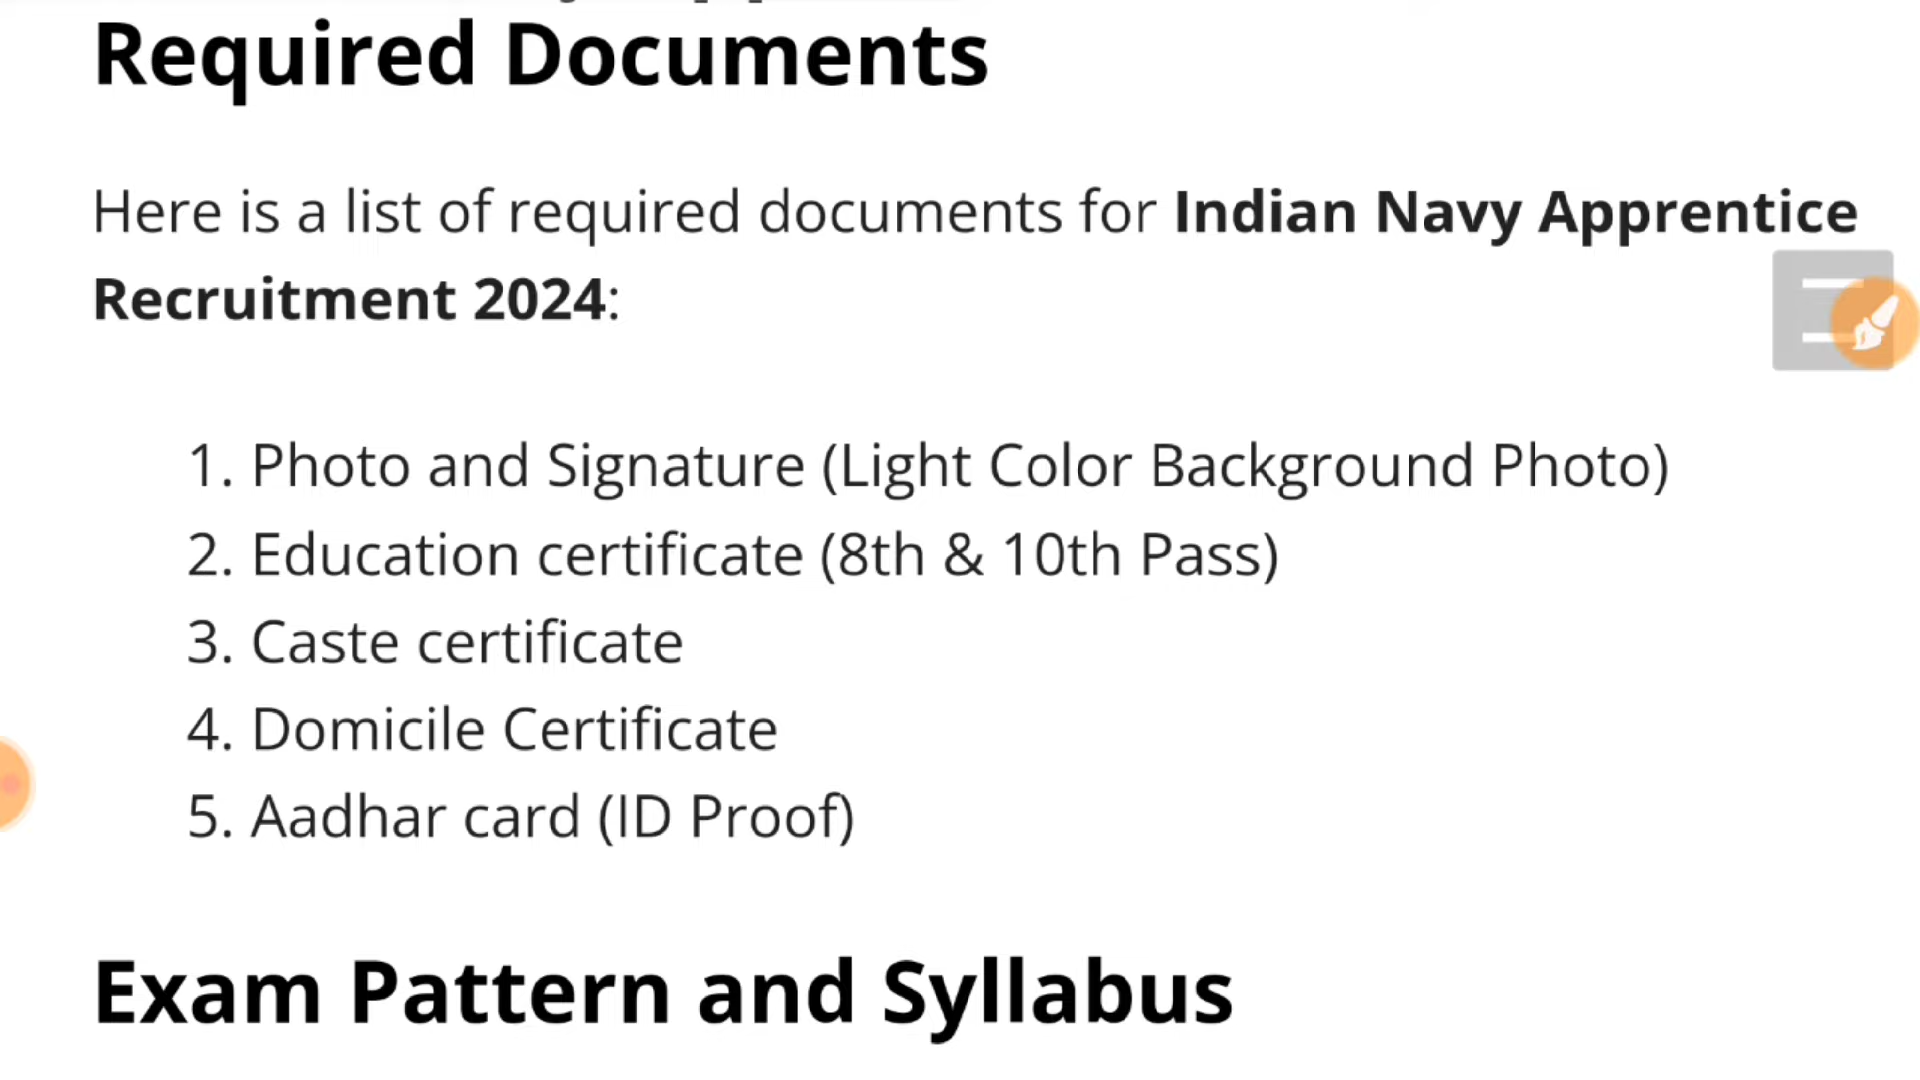 Required Documents
Here is a list of required documents for Indian Navy Apprentice
Recruitment 2024:
1. Photo and Signature (Light Color Background Photo)
2. Education certificate (8th & 10th Pass)
3. Caste certificate
4. Domicile Certificate
5. Aadhar card (ID Proof)
Exam Pattern and Syllabus